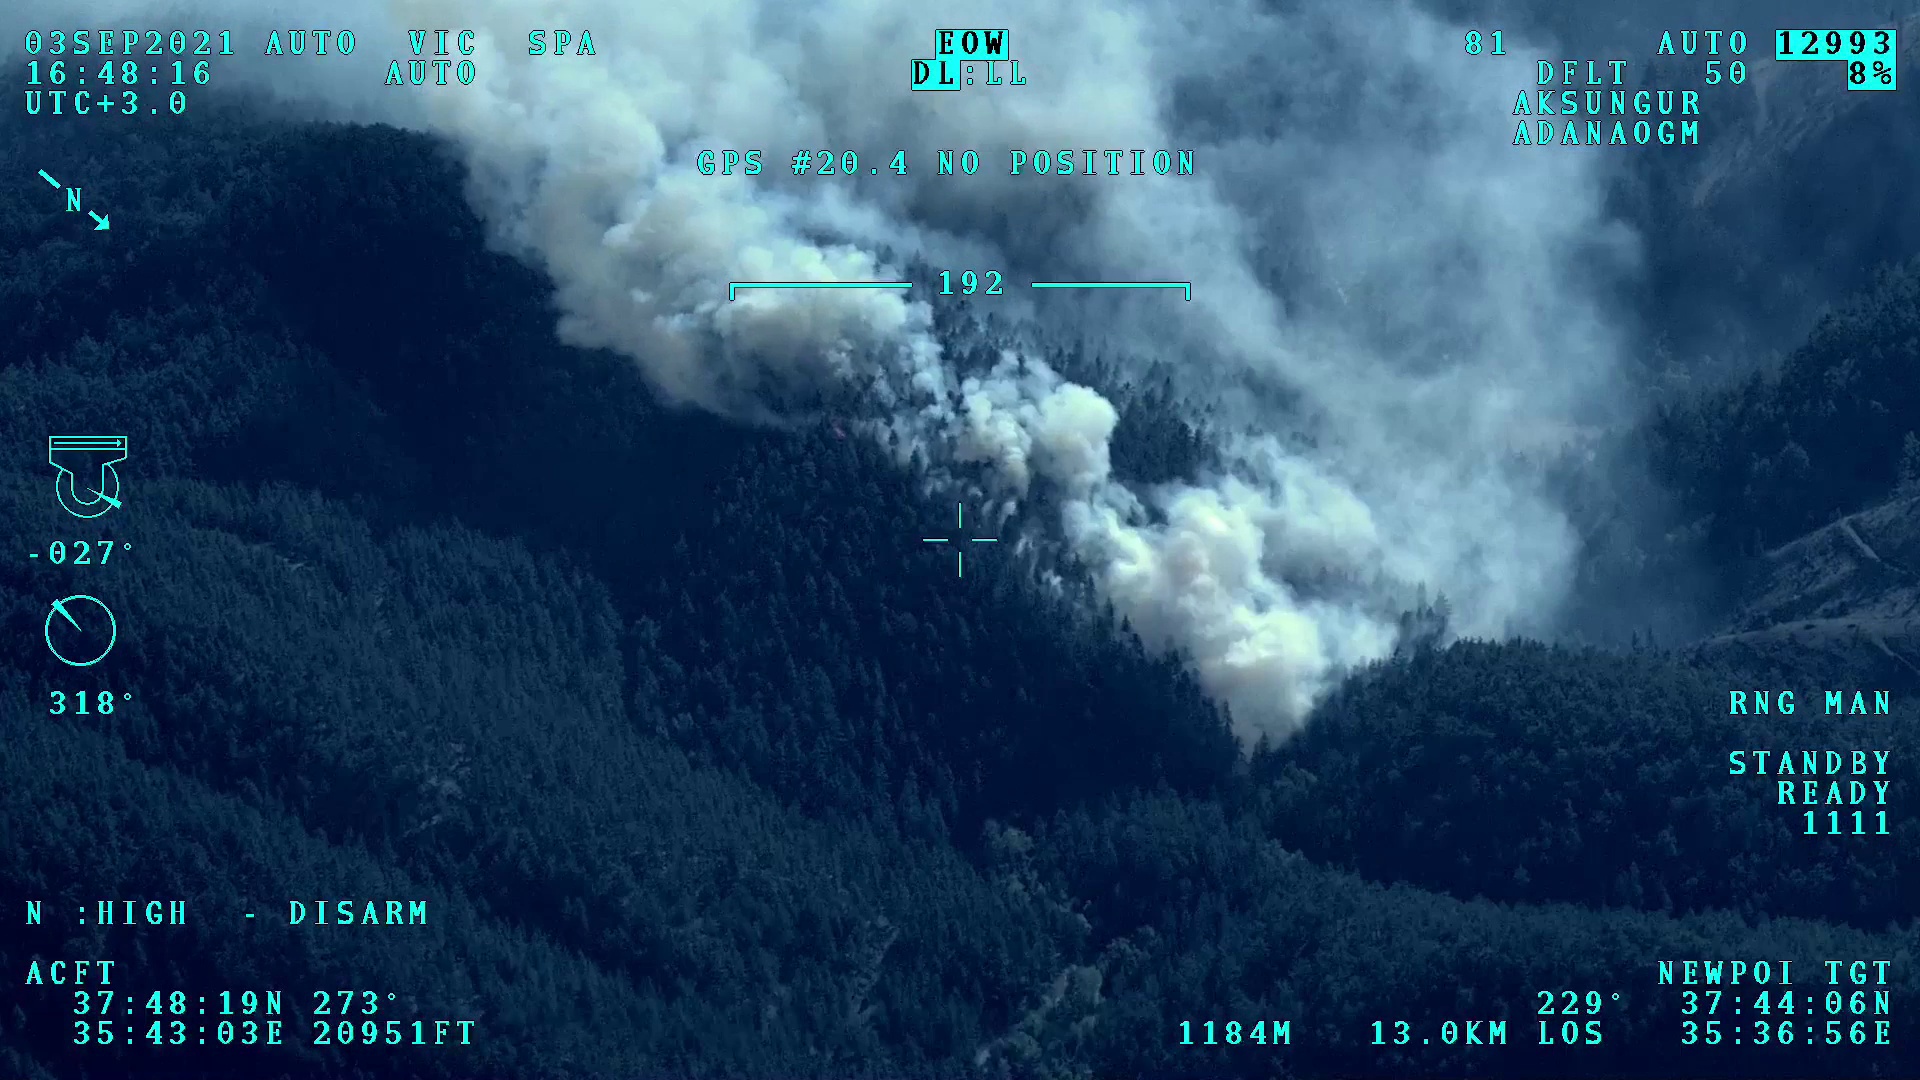 03SEP2021 AUTO VIC SPA EOW 81 AUTO 12993
16:48:16 AUTO DL:LL DFLT 50 8%
UTC+3.0 AKSUNGUR
ADANAOGM
GPS #20.4 NO POSITION
N
192
-027°
318°
RNG MAN
STANDBY
READY
1111
N :HIGH - DISARM
ACFT NEWPOI TGT
37:48:19N 273° 229° 37:44:06N
35:43:03E 20951FT 1184M 13.0KM LOS 35:36:56E